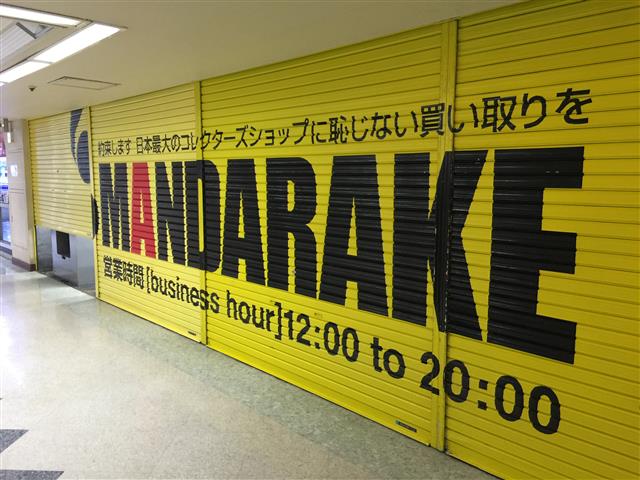 約束します 日本最大のコレクターズショップに恥じない買い取りを
MANDARAKE
営業時間[business hour]12:00 to 20:00